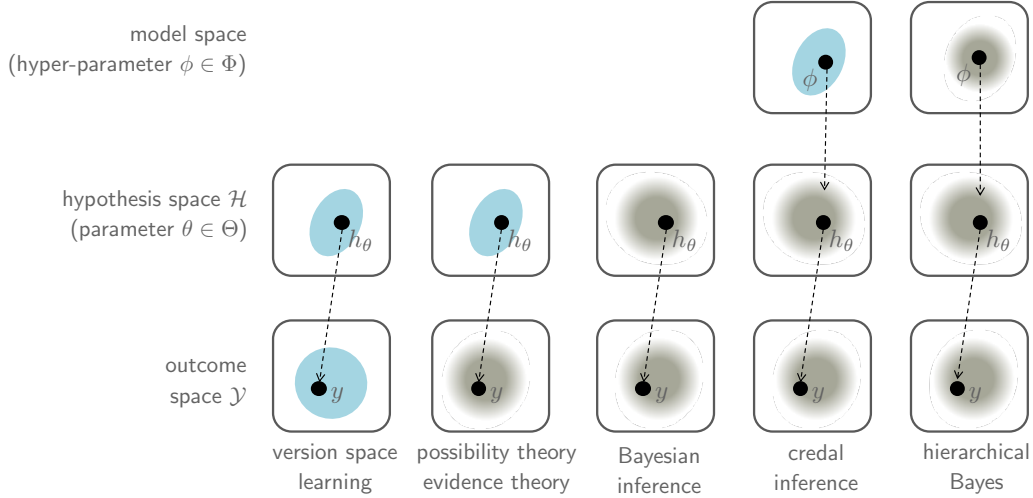 model space
(hyper-parameter ϕ ∈ Φ)
ϕ
ϕ
hypothesis space ℋ
(parameter θ ∈ Θ)
h_θ
h_θ
h_θ
h_θ
h_θ
outcome
space 𝒴
y
y
y
y
y
version space
learning
possibility theory
evidence theory
Bayesian
inference
credal
inference
hierarchical
Bayes